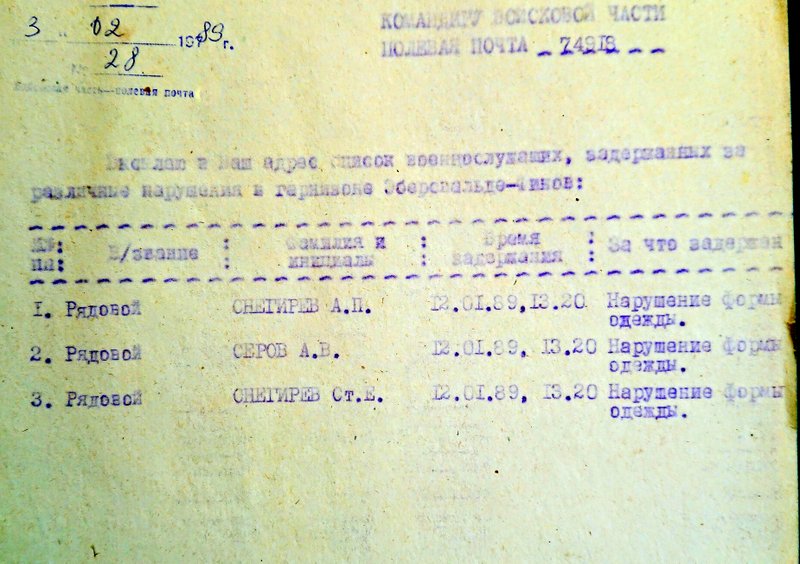 3 " 02 1989 г.
№ 28.
Войсковая часть—полевая почта
КОМАНДИРУ ВОЙСКОВОЙ ЧАСТИ
ПОЛЕВАЯ ПОЧТА 74918
Высылаю в Ваш адрес список военнослужащих, задержанных за
различные нарушения в гарнизоне Эберсвальде-Финов:
№№: В/звание : Фамилия и : Время : За что задержан
пп: : инициалы : задержания :
1. Рядовой СНЕГИРЕВ А.П. 12.01.89,13.20 Нарушение формы
одежды.
2. Рядовой СЕРОВ А.В. 12.01.89, 13.20 Нарушение формы
одежды.
3. Рядовой СНЕГИРЕВ Ст.Е. 12.01.89, 13.20 Нарушение формы
одежды.